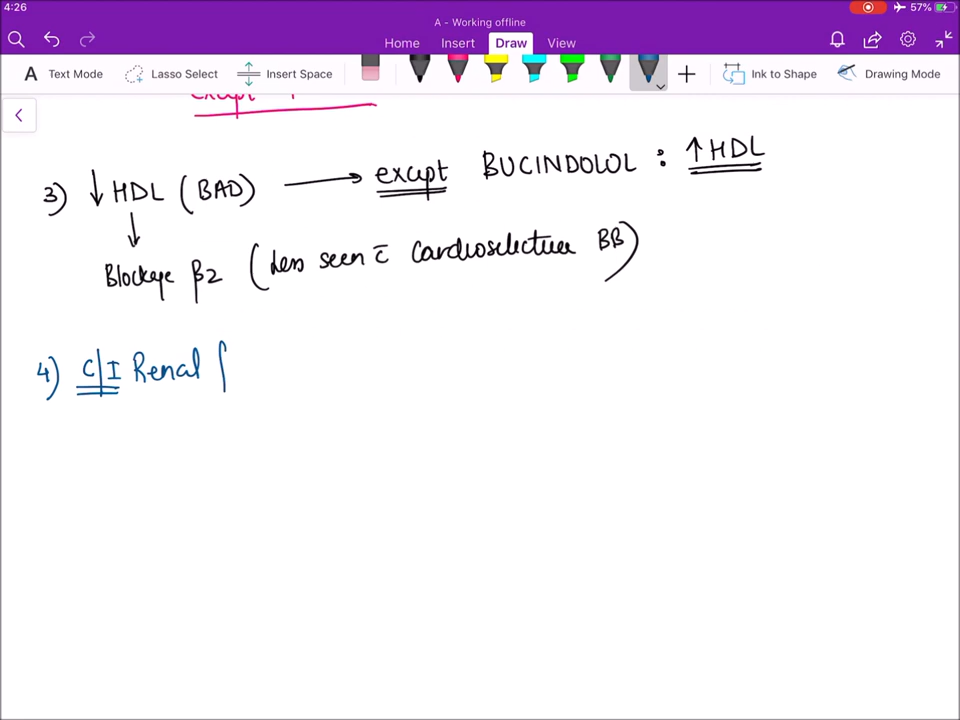 4:26
57%
A - Working offline
Home Insert Draw View
A Text Mode Lasso Select Insert Space Ink to Shape Drawing Mode
except
3) ↓ HDL (BAD) → except BUCINDOLOL : ↑ HDL
↓
Blockage β2 (Less seen c̄ cardioselective BB)
4) C/I Renal f